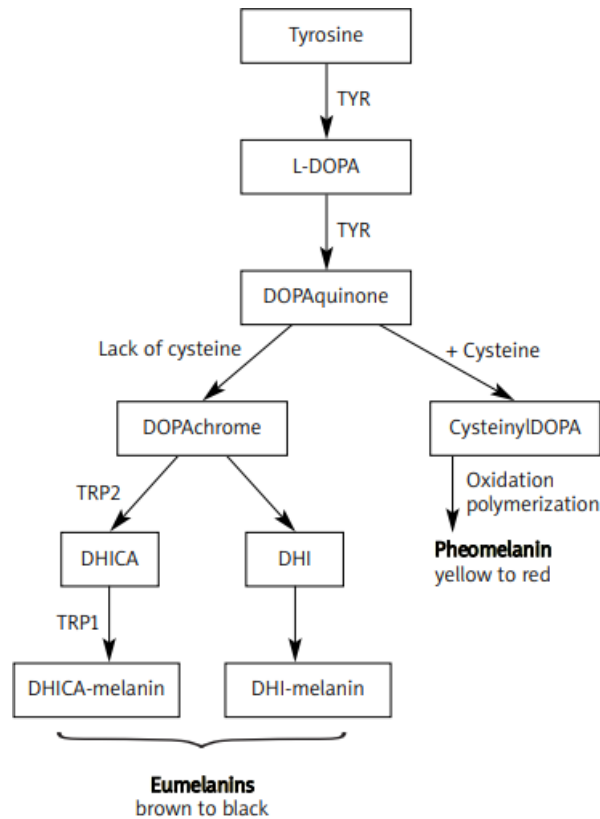 Tyrosine
TYR
L-DOPA
TYR
DOPAquinone
Lack of cysteine
+ Cysteine
DOPAchrome
CysteinylDOPA
TRP2
Oxidation
polymerization
DHICA
DHI
Pheomelanin
yellow to red
TRP1
DHICA-melanin
DHI-melanin
Eumelanins
brown to black